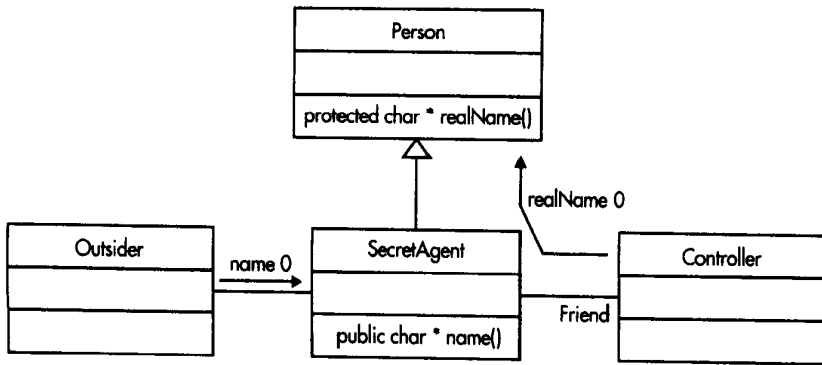 Person
protected char * realName()
realName 0
Outsider
name 0
SecretAgent
Controller
Friend
public char * name()